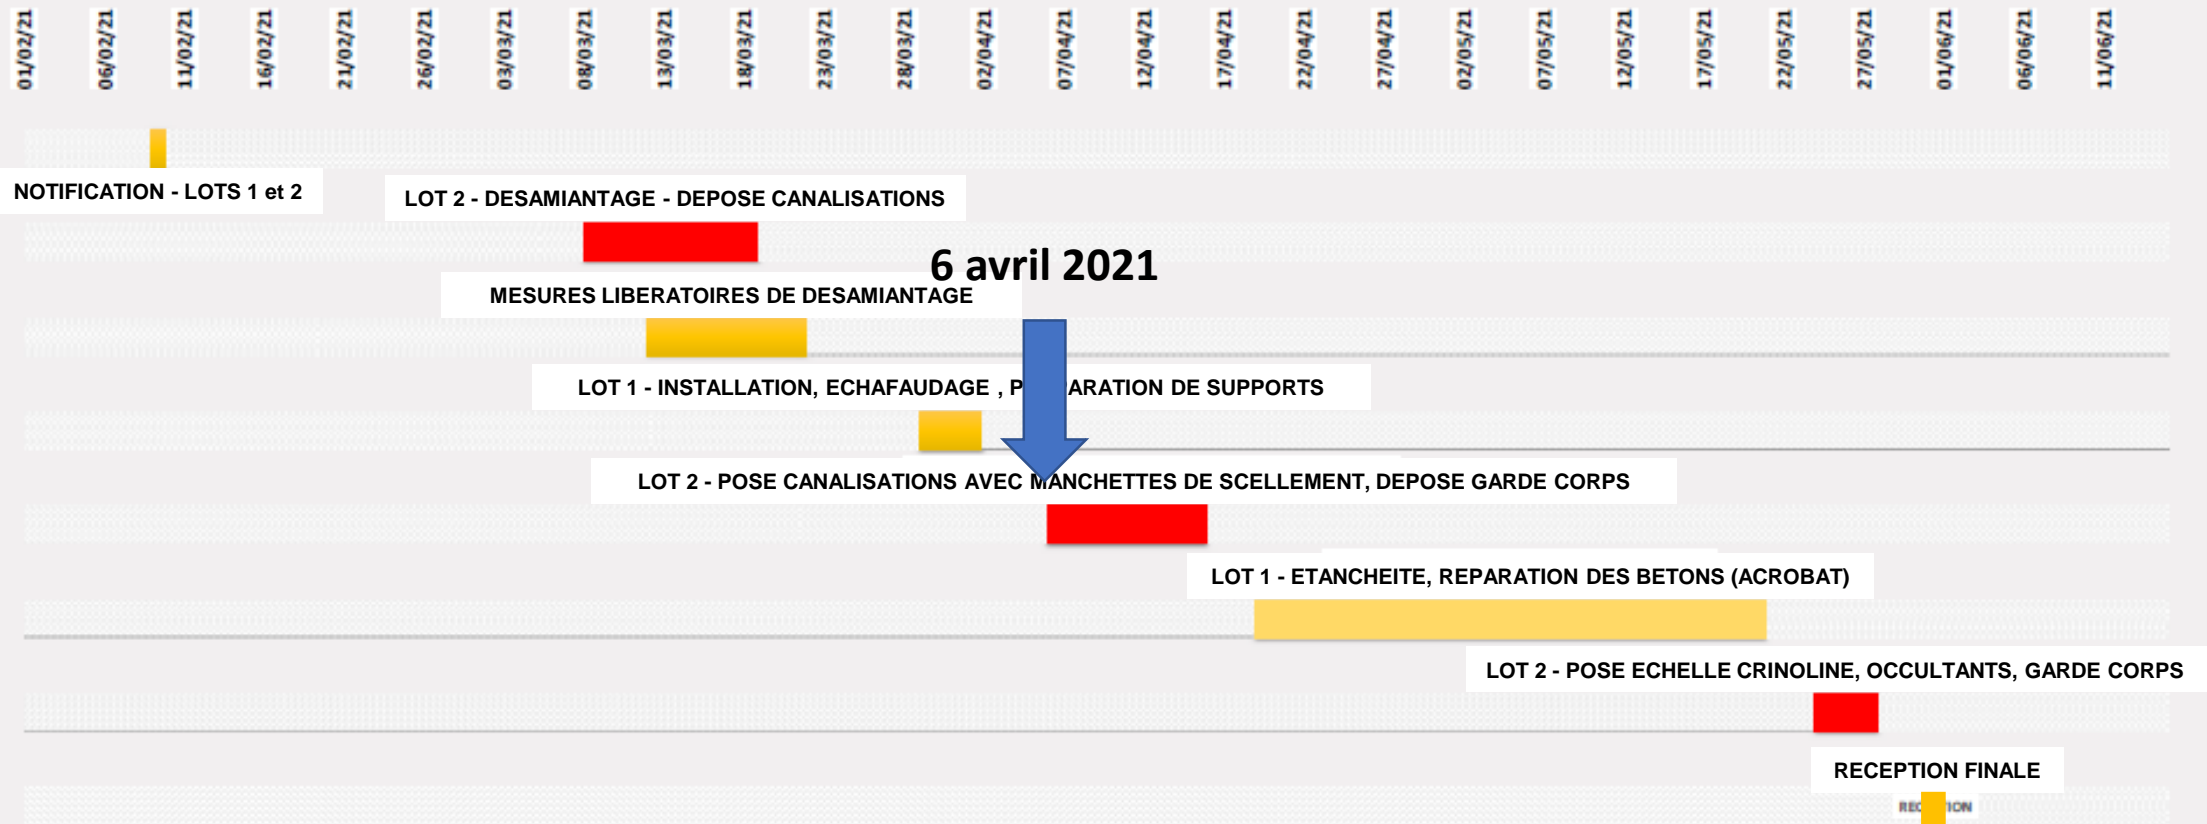 01/02/21 06/02/21 11/02/21 16/02/21 21/02/21 26/02/21 03/03/21 08/03/21 13/03/21 18/03/21 23/03/21 28/03/21 02/04/21 07/04/21 12/04/21 17/04/21 22/04/21 27/04/21 02/05/21 07/05/21 12/05/21 17/05/21 22/05/21 27/05/21 01/06/21 06/06/21 11/06/21
NOTIFICATION - LOTS 1 et 2
LOT 2 - DESAMIANTAGE - DEPOSE CANALISATIONS
6 avril 2021
MESURES LIBERATOIRES DE DESAMIANTAGE
LOT 1 - INSTALLATION, ECHAFAUDAGE , P ARATION DE SUPPORTS
LOT 2 - POSE CANALISATIONS AVEC MANCHETTES DE SCELLEMENT, DEPOSE GARDE CORPS
LOT 1 - ETANCHEITE, REPARATION DES BETONS (ACROBAT)
LOT 2 - POSE ECHELLE CRINOLINE, OCCULTANTS, GARDE CORPS
RECEPTION FINALE